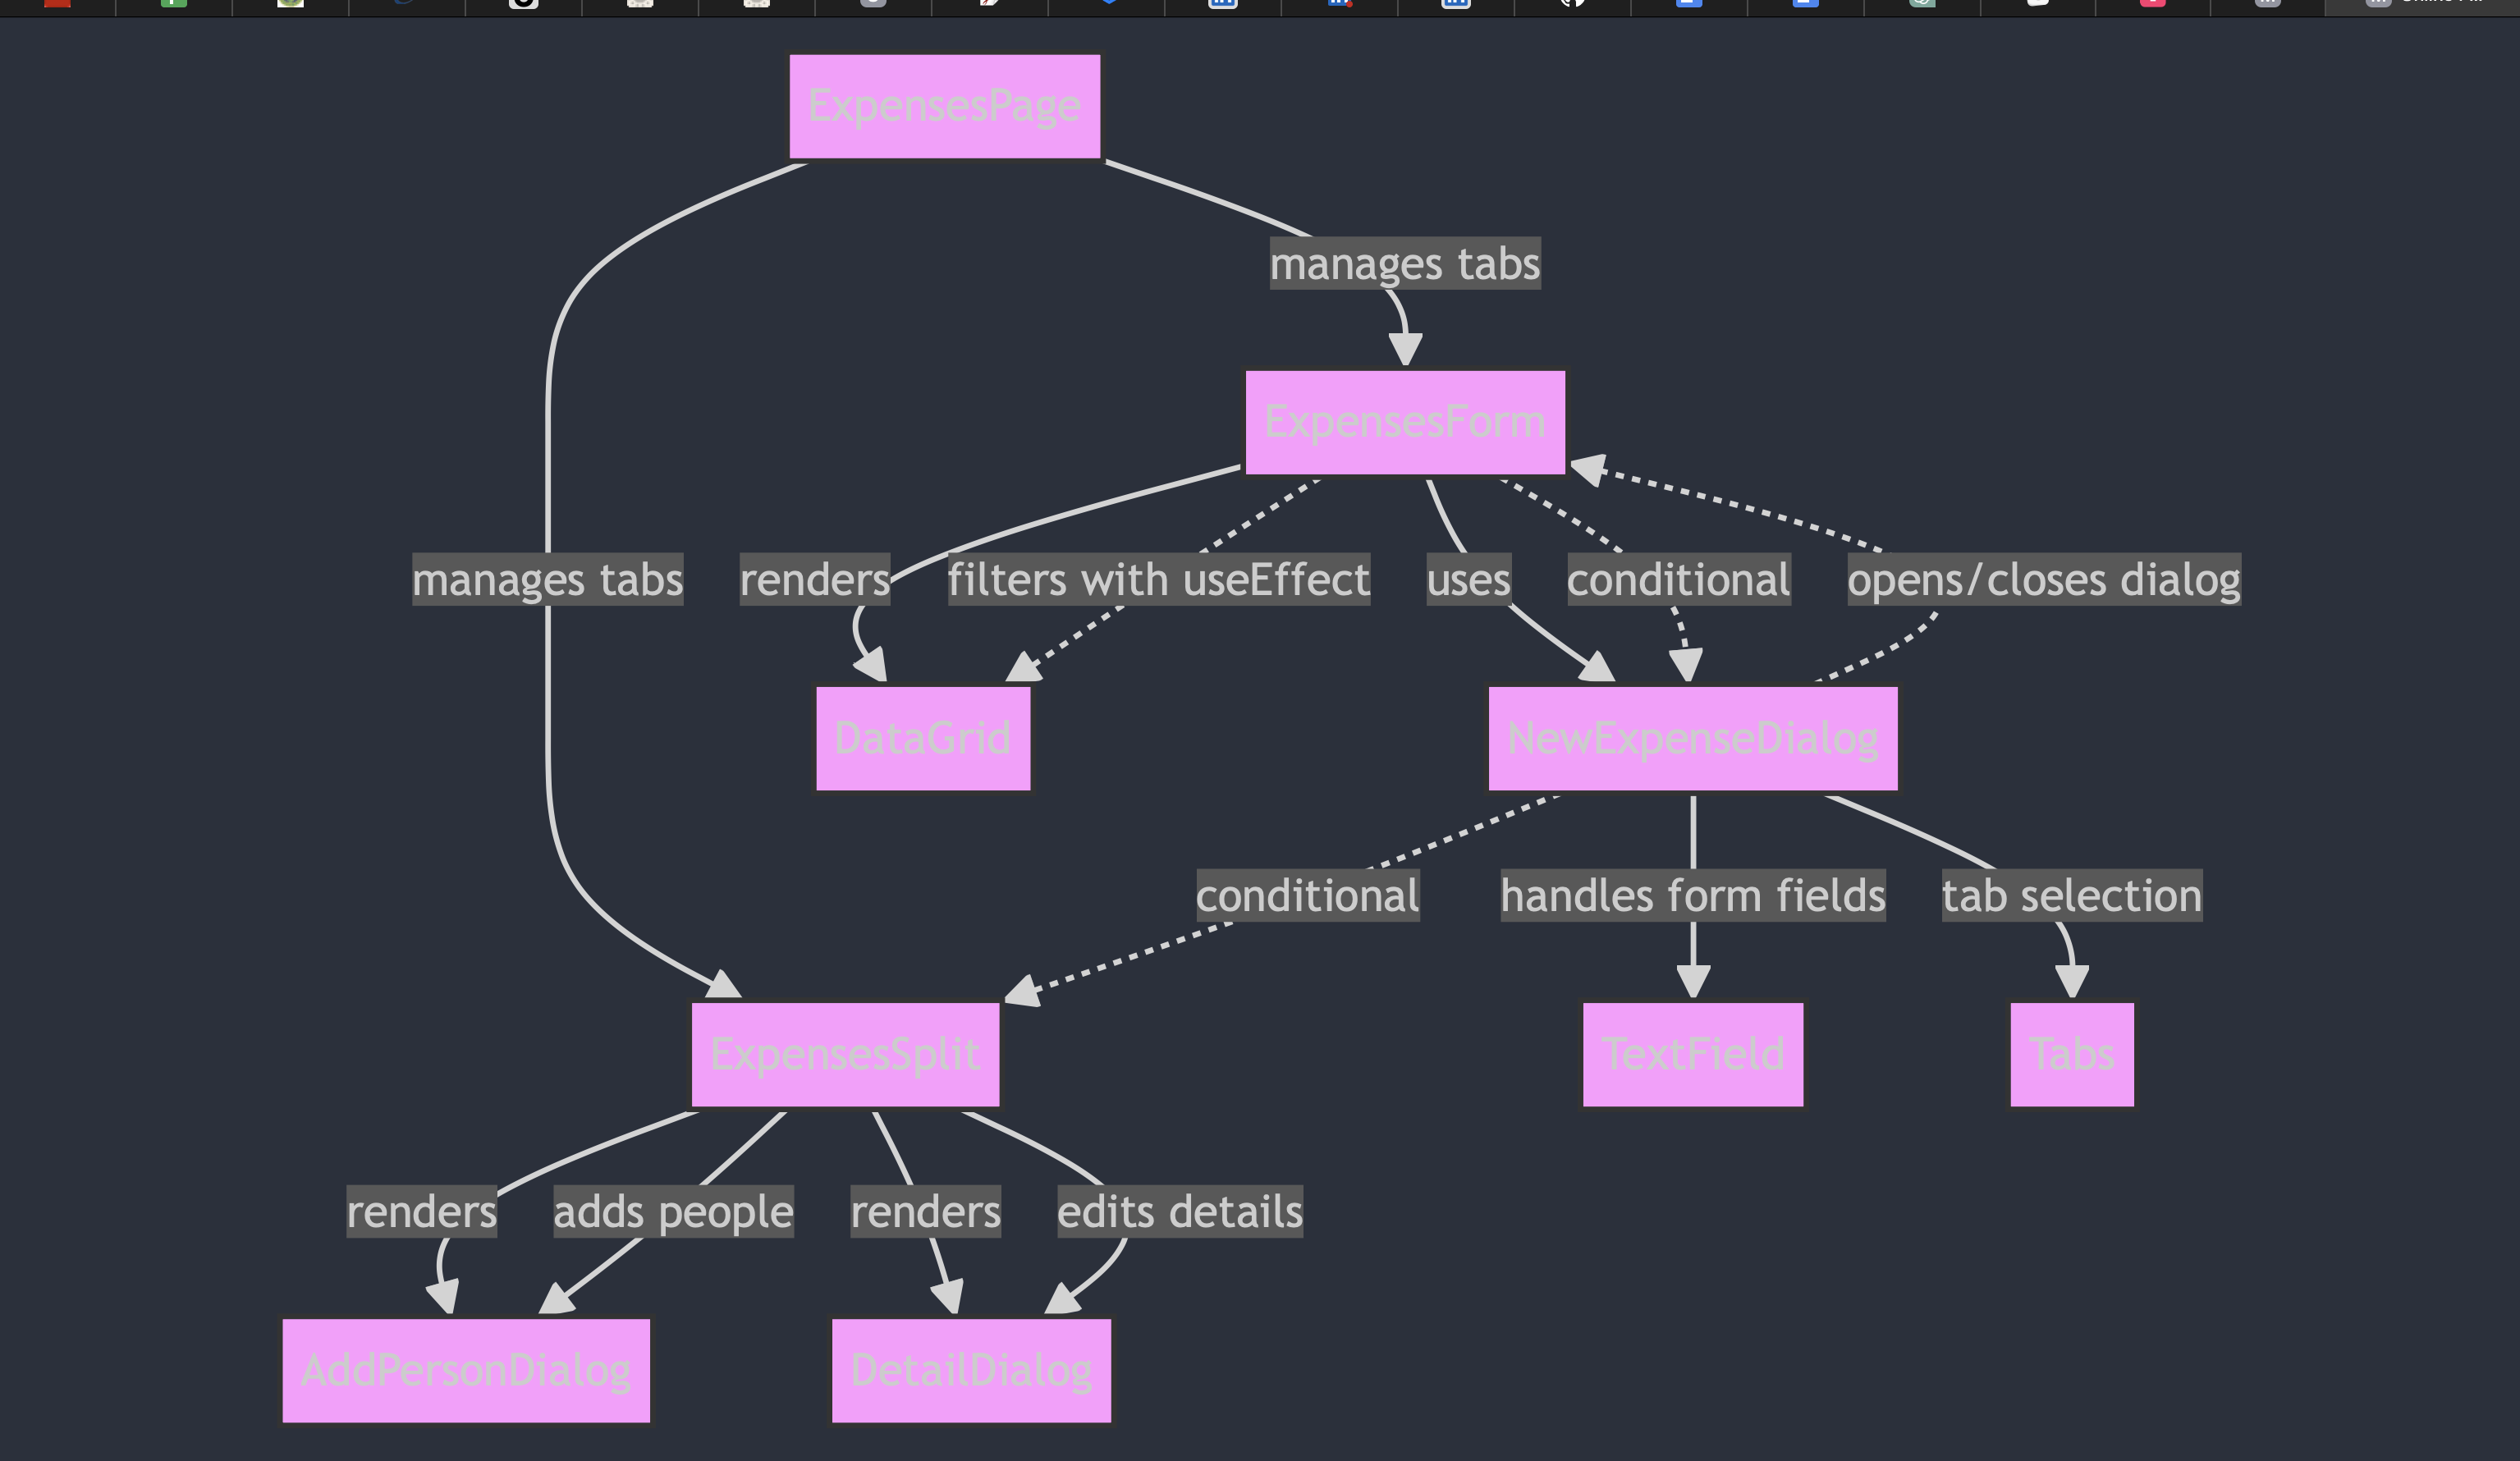 ExpensesPage
manages tabs
ExpensesForm
manages tabs
renders
filters with useEffect
uses
conditional
opens/closes dialog
DataGrid
NewExpenseDialog
conditional
handles form fields
tab selection
ExpensesSplit
TextField
Tabs
renders
adds people
renders
edits details
AddPersonDialog
DetailDialog